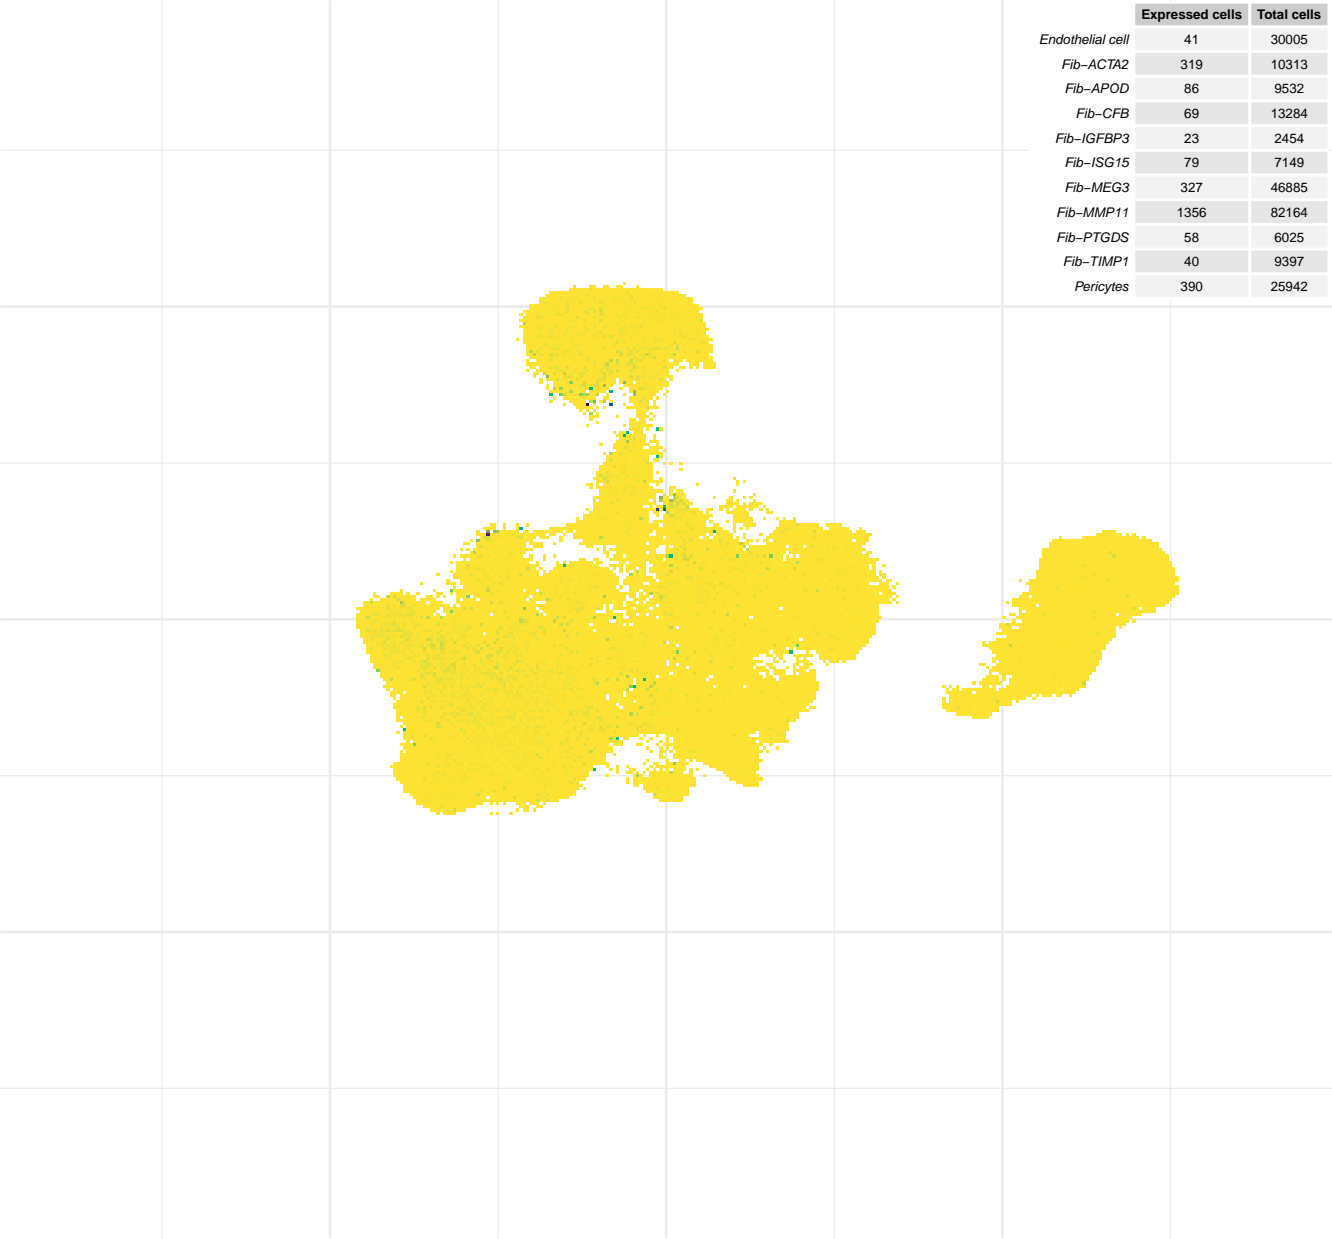 Expressed cells Total cells
Endothelial cell 41 30005
Fib−ACTA2 319 10313
Fib−APOD 86 9532
Fib−CFB 69 13284
Fib−IGFBP3 23 2454
Fib−ISG15 79 7149
Fib−MEG3 327 46885
Fib−MMP11 1356 82164
Fib−PTGDS 58 6025
Fib−TIMP1 40 9397
Pericytes 390 25942